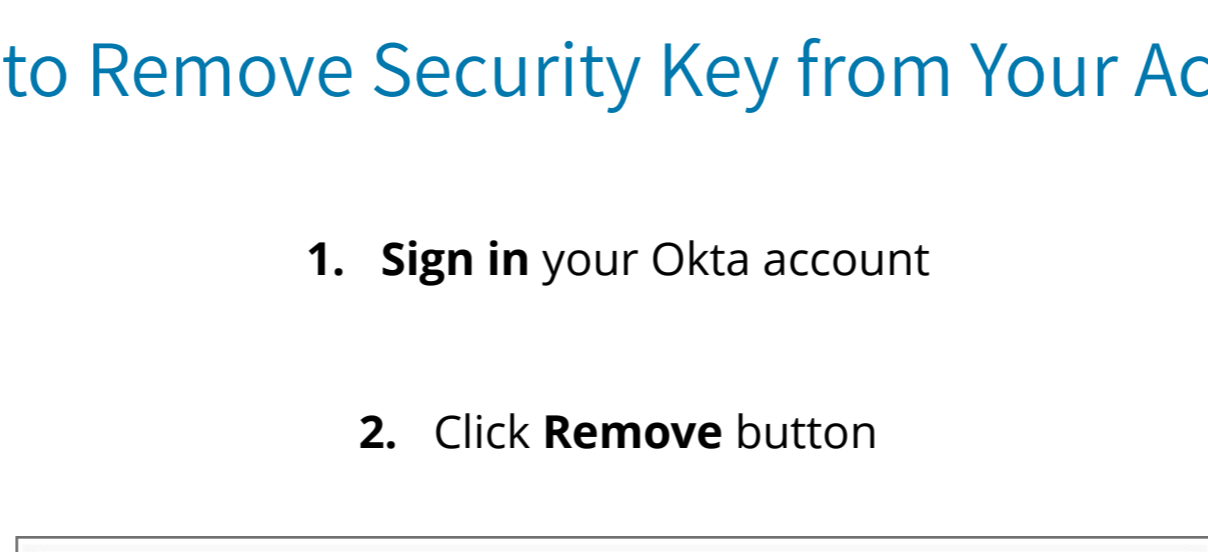 to Remove Security Key from Your Ac
1. Sign in your Okta account
2. Click Remove button